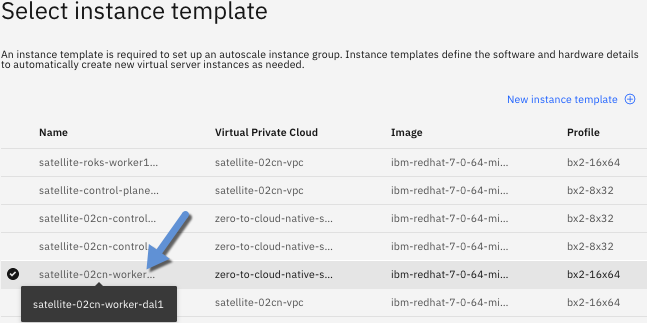 Select instance template
An instance template is required to set up an autoscale instance group. Instance templates define the software and hardware details
to automatically create new virtual server instances as needed.
New instance template
Name Virtual Private Cloud Image Profile
satellite-roks-worker1... satellite-02cn-vpc ibm-redhat-7-0-64-mi... bx2-16x64
satellite-control-plane... satellite-02cn-vpc ibm-redhat-7-0-64-mi... bx2-8x32
satellite-02cn-control... zero-to-cloud-native-s... ibm-redhat-7-0-64-mi... bx2-8x32
satellite-02cn-control... zero-to-cloud-native-s... ibm-redhat-7-0-64-mi... bx2-8x32
satellite-02cn-worker... zero-to-cloud-native-s... ibm-redhat-7-0-64-mi... bx2-16x64
satellite-02cn-worker-dal1 satellite-02cn-vpc ibm-redhat-7-0-64-mi... bx2-16x64